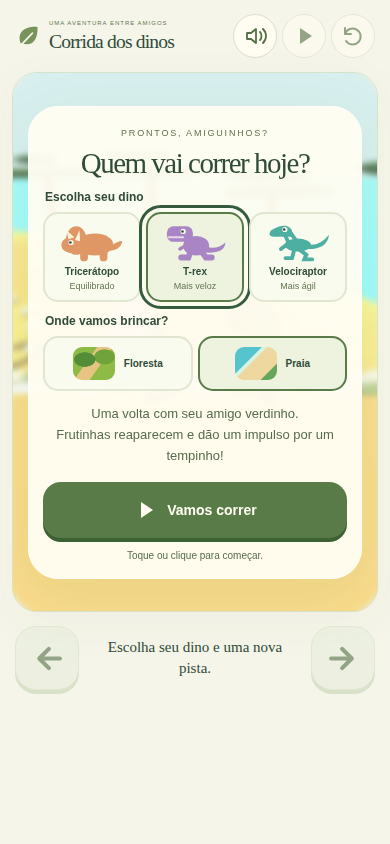 UMA AVENTURA ENTRE AMIGOS
Corrida dos dinos
PRONTOS, AMIGUINHOS?
Quem vai correr hoje?
Escolha seu dino
Tricerátopo
Equilibrado
T-rex
Mais veloz
Velociraptor
Mais ágil
Onde vamos brincar?
Floresta
Praia
Uma volta com seu amigo verdinho.
Frutinhas reaparecem e dão um impulso por um
tempinho!
Vamos correr
Toque ou clique para começar.
Escolha seu dino e uma nova
pista.